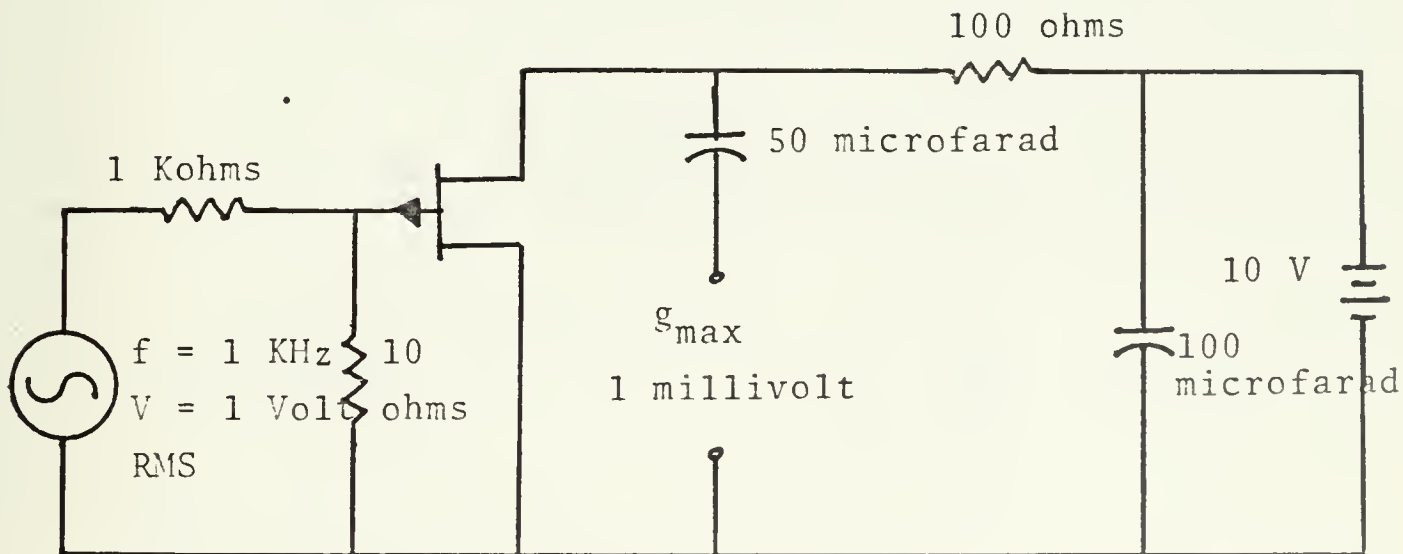 100 ohms
50 microfarad
1 Kohms
10 V
g_max
f = 1 KHz
10
ohms
V = 1 Volt
RMS
1 millivolt
100
microfarad